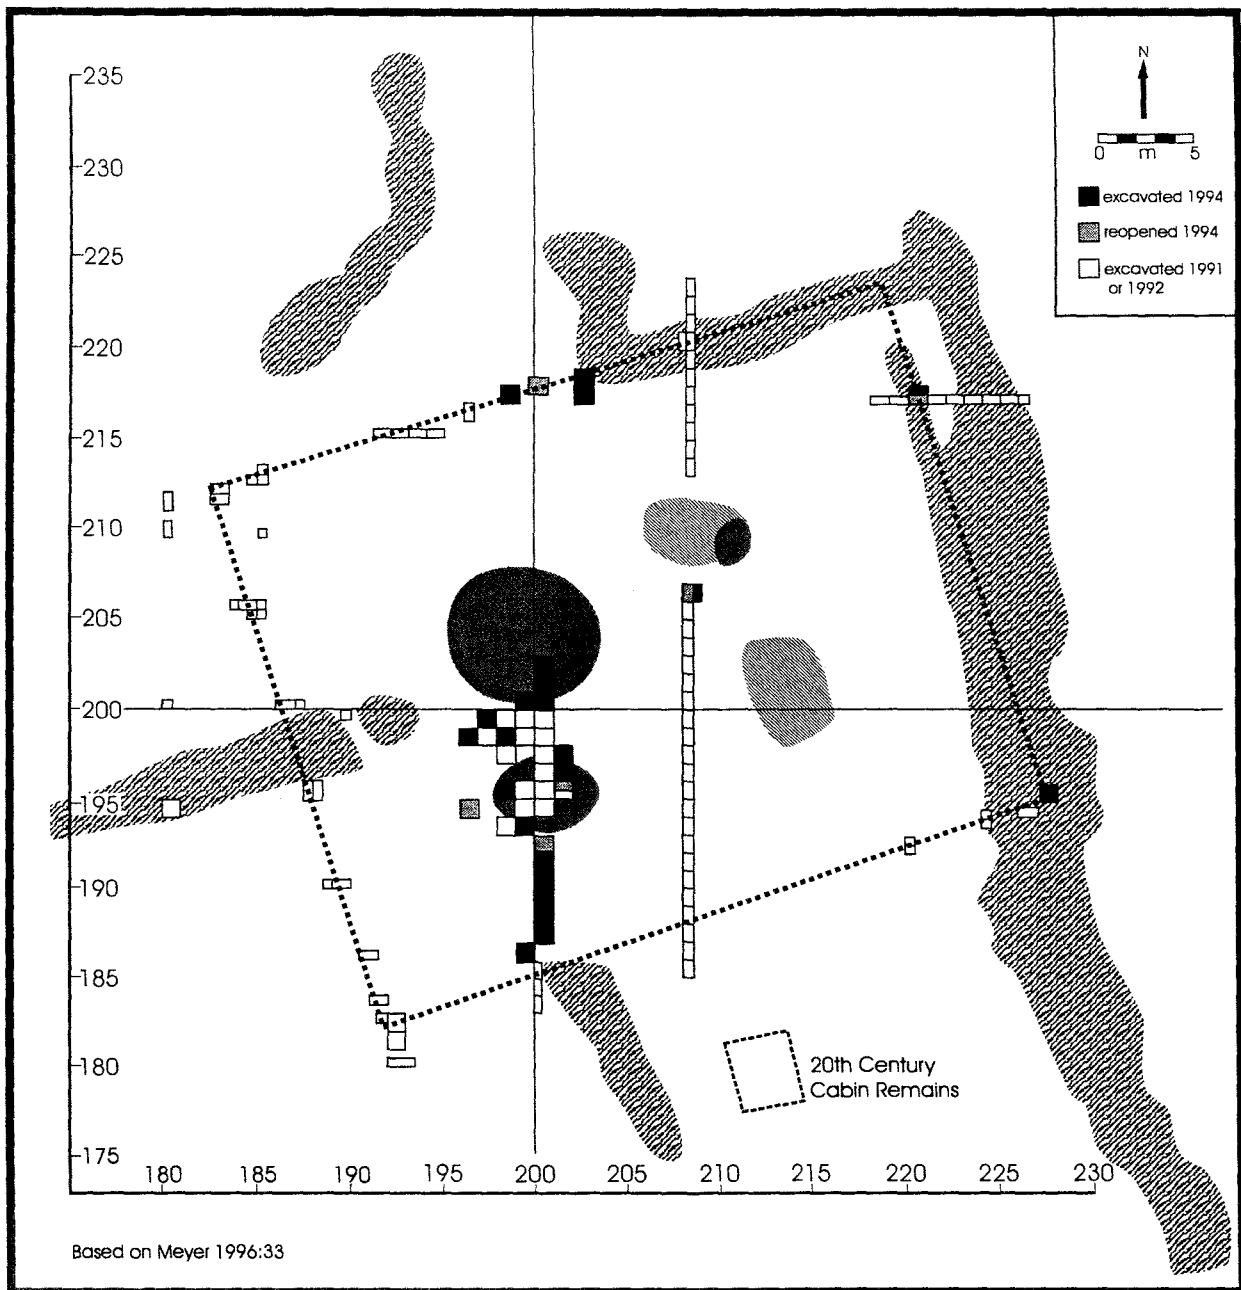 N
0 m 5
excavated 1994
reopened 1994
excavated 1991
or 1992
235
230
225
220
215
210
205
200
195
190
185
180
175
20th Century
Cabin Remains
180 185 190 195 200 205 210 215 220 225 230
Based on Meyer 1996:33